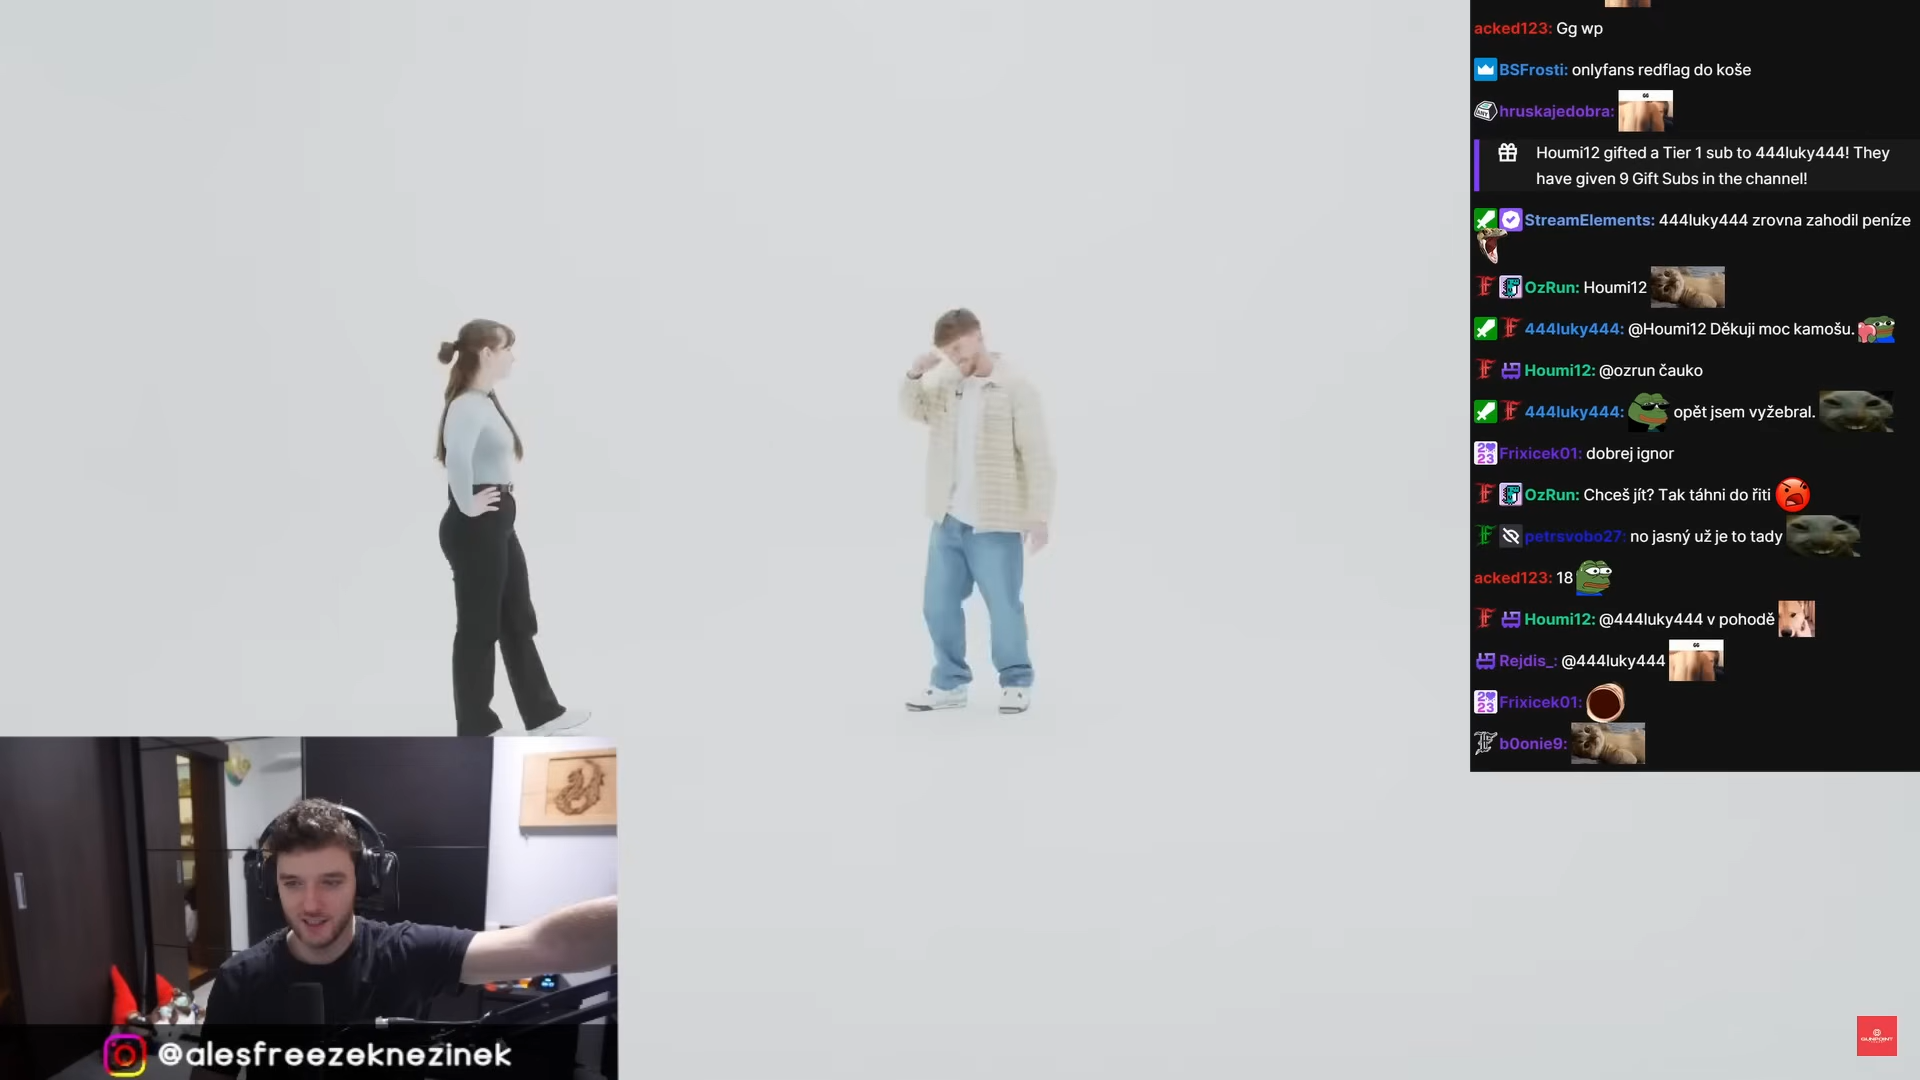 acked123: Gg wp
BSFrosti: onlyfans redflag do koše
hruskajedobra:
Houmi12 gifted a Tier 1 sub to 444luky444! They
have given 9 Gift Subs in the channel!
StreamElements: 444luky444 zrovna zahodil peníze
OzRun: Houmi12
444luky444: @Houmi12 Děkuji moc kamošu.
Houmi12: @ozrun čauko
444luky444: opět jsem vyžebral.
Frixicek01: dobrej ignor
OzRun: Chceš jít? Tak táhni do řiti
petrsvobo27: no jasný už je to tady
acked123: 18
Houmi12: @444luky444 v pohodě
Rejdis_: @444luky444
Frixicek01:
b0onie9:
@alesfreezeknezinek
GUNPOINT